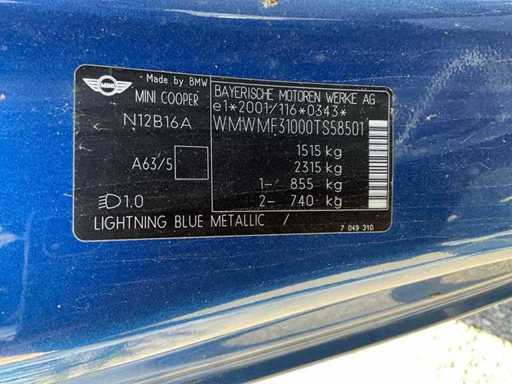 MINI
Made by BMW
MINI COOPER
N12B16A
A63/5
1.0
LIGHTNING BLUE METALLIC /
BAYERISCHE MOTOREN WERKE AG
e1*2001/116*0343*
WMWMF31000TS58501
1515 kg
2315 kg
1- 855 kg
2- 740 kg
7 049 310